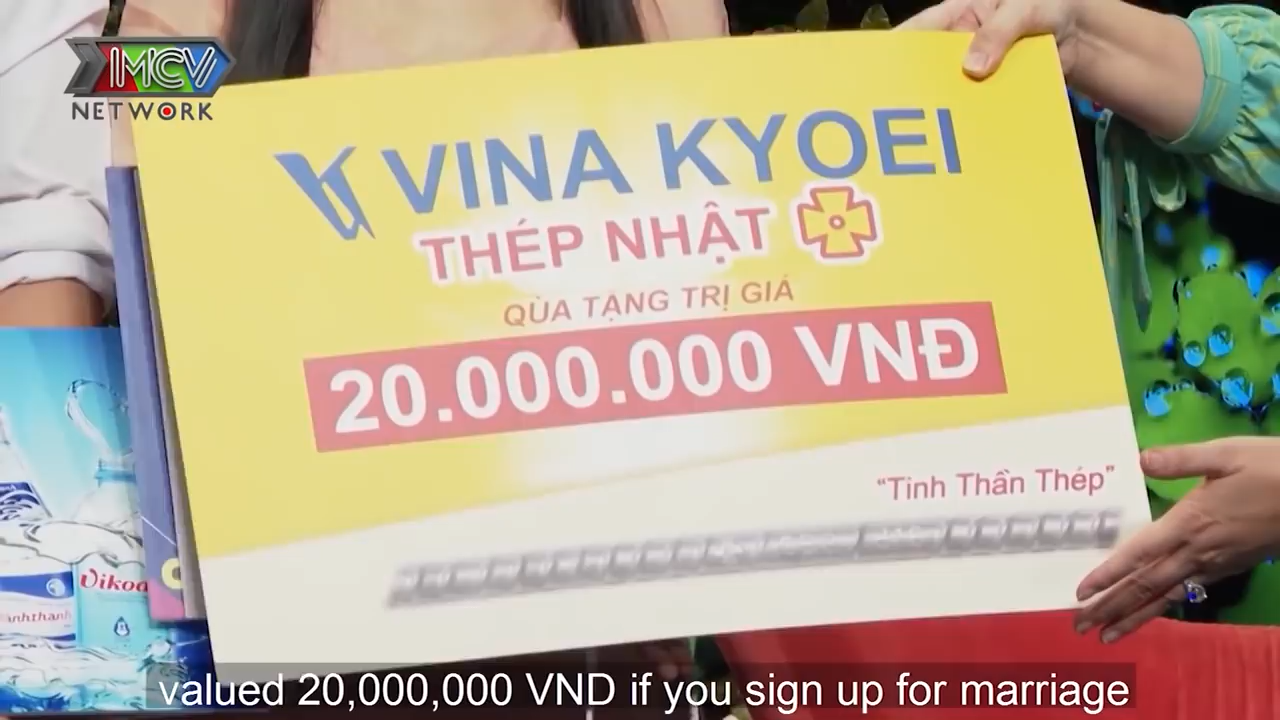 MCV
NETWORK
VINA KYOEI
THÉP NHẬT
QÙA TẶNG TRỊ GIÁ
20.000.000 VNĐ
“Tinh Thần Thép”
valued 20,000,000 VND if you sign up for marriage